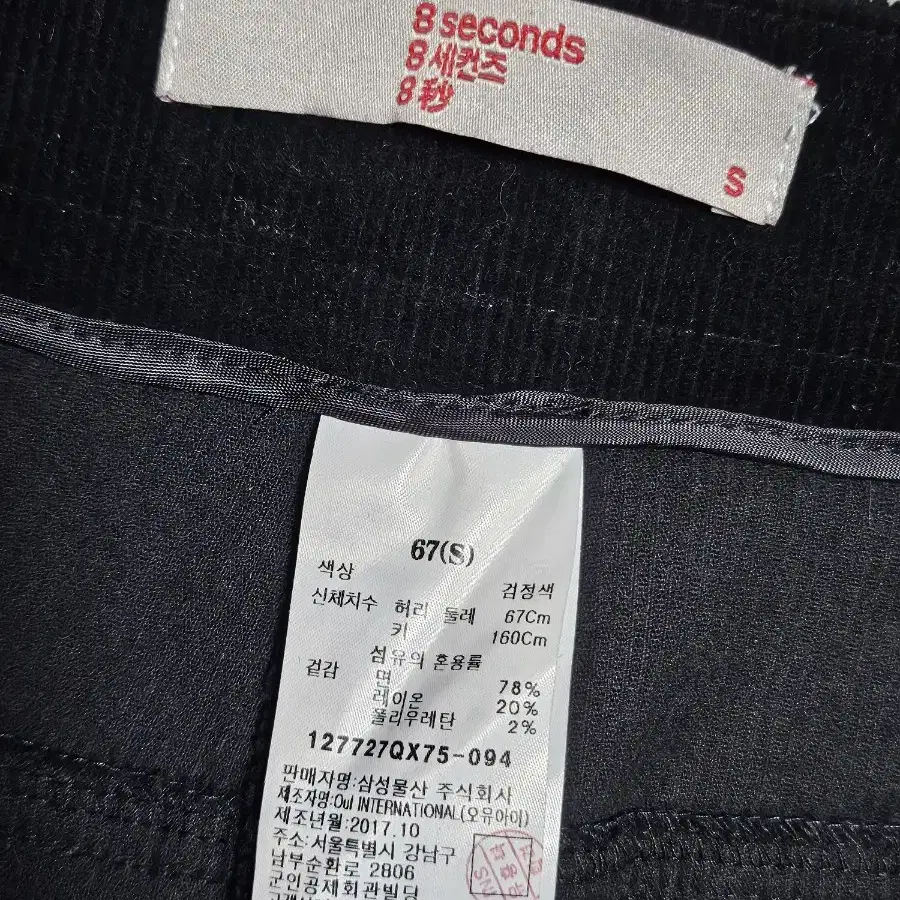 8 seconds
8세컨즈
8秒
S
67(S)
색상 검정색
신체치수 허리 둘레 67Cm
키 160Cm
겉감 섬유의 혼용률
면 78%
레이온 20%
폴리우레탄 2%
127727QX75-094
판매자명:삼성물산 주식회사
제조자명:OuI INTERNATIONAL(오유아이)
제조년월:2017.10
주소:서울특별시 강남구
남부순환로 2806
군인공제회관빌딩